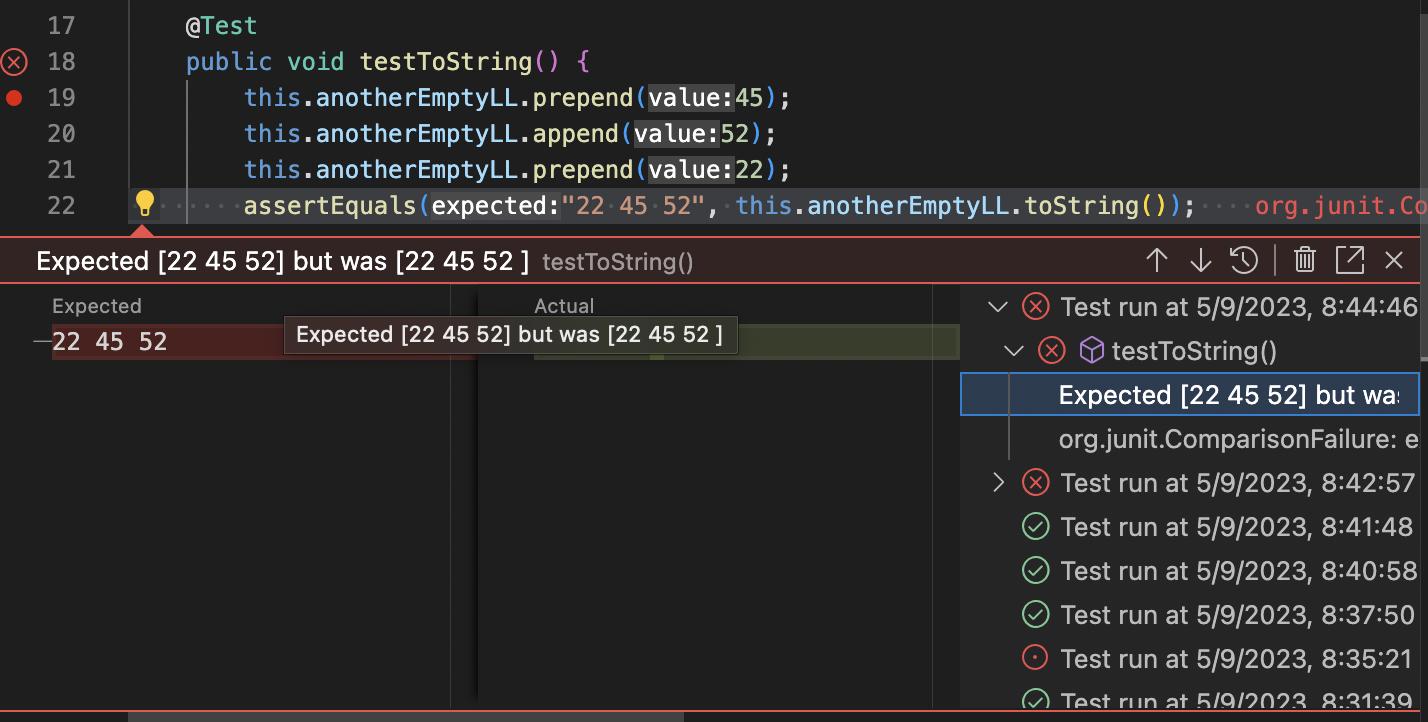 17 @Test
18 public void testToString() {
19 this.anotherEmptyLL.prepend(value:45);
20 this.anotherEmptyLL.append(value:52);
21 this.anotherEmptyLL.prepend(value:22);
22 assertEquals(expected:"22 45 52", this.anotherEmptyLL.toString()); org.junit.Co
Expected [22 45 52] but was [22 45 52 ] testToString()
Expected
Actual
22 45 52
Expected [22 45 52] but was [22 45 52 ]
Test run at 5/9/2023, 8:44:46
testToString()
Expected [22 45 52] but was
org.junit.ComparisonFailure: e
Test run at 5/9/2023, 8:42:57
Test run at 5/9/2023, 8:41:48
Test run at 5/9/2023, 8:40:58
Test run at 5/9/2023, 8:37:50
Test run at 5/9/2023, 8:35:21
Test run at 5/9/2023, 8:31:39